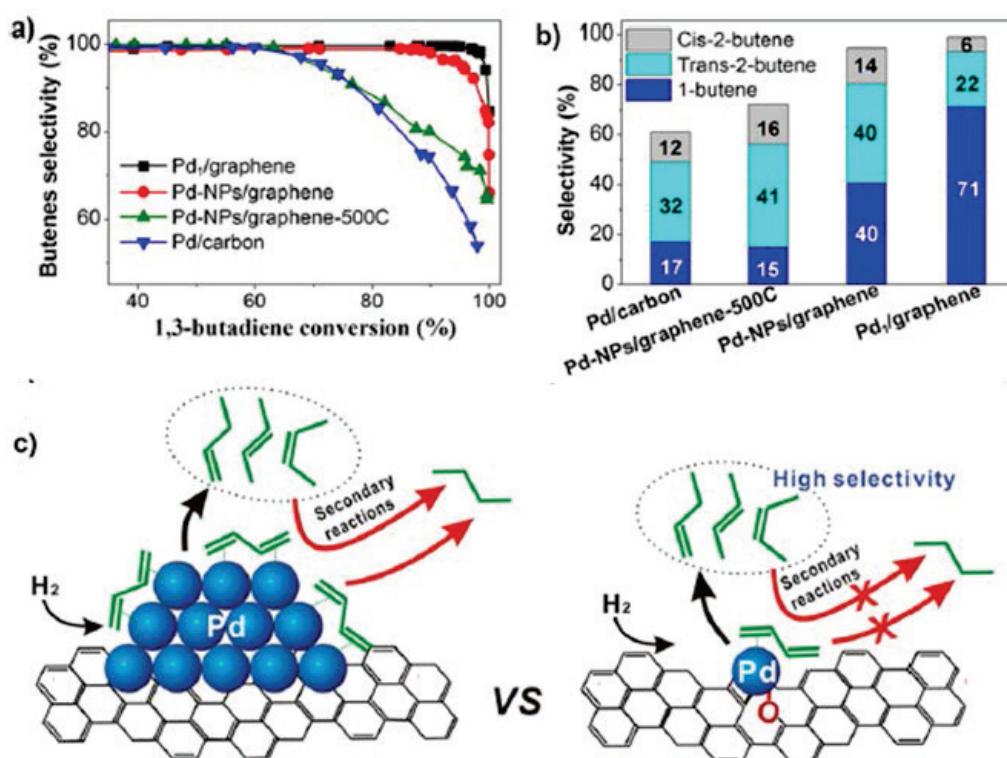 a)
100
80
60
Butenes selectivity (%)
Pd₁/graphene
Pd-NPs/graphene
Pd-NPs/graphene-500C
Pd/carbon
40
60
80
100
1,3-butadiene conversion (%)
b)
100
80
60
40
20
0
Selectivity (%)
Cis-2-butene
Trans-2-butene
1-butene
12
32
17
16
41
15
14
40
40
6
22
71
Pd/carbon
Pd-NPs/graphene-500C
Pd-NPs/graphene
Pd₁/graphene
c)
Secondary
reactions
H₂
Pd
VS
High selectivity
Secondary
reactions
H₂
Pd
O